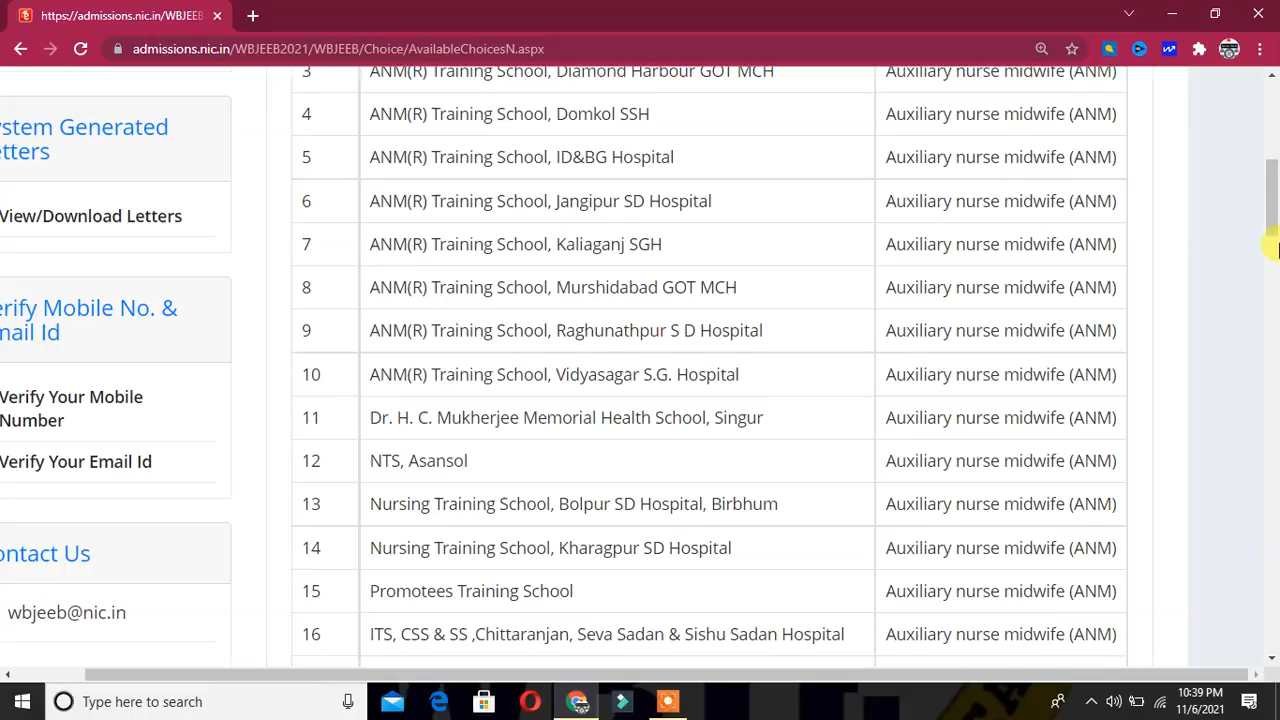 https://admissions.nic.in/WBJEEB
admissions.nic.in/WBJEEB2021/WBJEEB/Choice/AvailableChoicesN.aspx
ystem Generated
etters
View/Download Letters
erify Mobile No. &
mail Id
Verify Your Mobile
Number
Verify Your Email Id
ontact Us
wbjeeb@nic.in
3 ANM(R) Training School, Diamond Harbour GOT MCH Auxiliary nurse midwife (ANM)
4 ANM(R) Training School, Domkol SSH Auxiliary nurse midwife (ANM)
5 ANM(R) Training School, ID&BG Hospital Auxiliary nurse midwife (ANM)
6 ANM(R) Training School, Jangipur SD Hospital Auxiliary nurse midwife (ANM)
7 ANM(R) Training School, Kaliaganj SGH Auxiliary nurse midwife (ANM)
8 ANM(R) Training School, Murshidabad GOT MCH Auxiliary nurse midwife (ANM)
9 ANM(R) Training School, Raghunathpur S D Hospital Auxiliary nurse midwife (ANM)
10 ANM(R) Training School, Vidyasagar S.G. Hospital Auxiliary nurse midwife (ANM)
11 Dr. H. C. Mukherjee Memorial Health School, Singur Auxiliary nurse midwife (ANM)
12 NTS, Asansol Auxiliary nurse midwife (ANM)
13 Nursing Training School, Bolpur SD Hospital, Birbhum Auxiliary nurse midwife (ANM)
14 Nursing Training School, Kharagpur SD Hospital Auxiliary nurse midwife (ANM)
15 Promotees Training School Auxiliary nurse midwife (ANM)
16 ITS, CSS & SS ,Chittaranjan, Seva Sadan & Sishu Sadan Hospital Auxiliary nurse midwife (ANM)
Type here to search
10:39 PM
11/6/2021